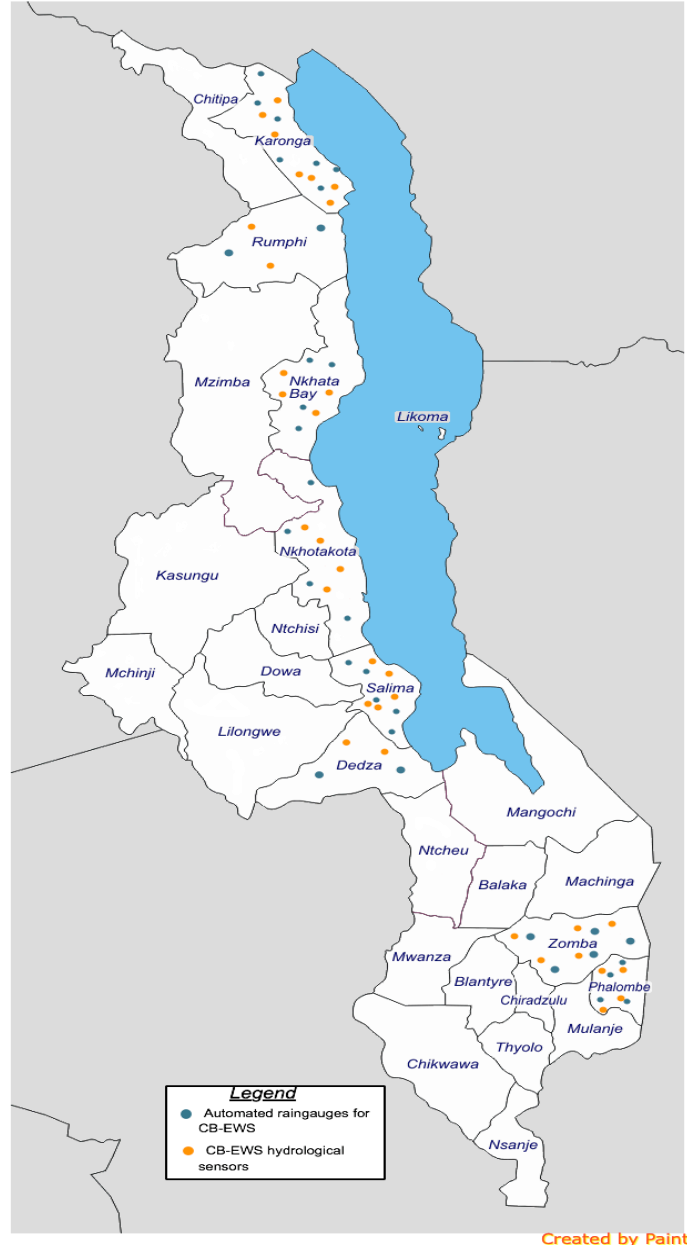 Chitipa
Karonga
Rumphi
Mzimba
Nkhata
Bay
Likoma
Nkhotakota
Kasungu
Ntchisi
Mchinji
Dowa
Salima
Lilongwe
Dedza
Mangochi
Ntcheu
Balaka
Machinga
Zomba
Mwanza
Blantyre
Phalombe
Chiradzulu
Mulanje
Thyolo
Chikwawa
Nsanje
Legend
Automated raingauges for
CB-EWS
CB-EWS hydrological
sensors
Created by Paint